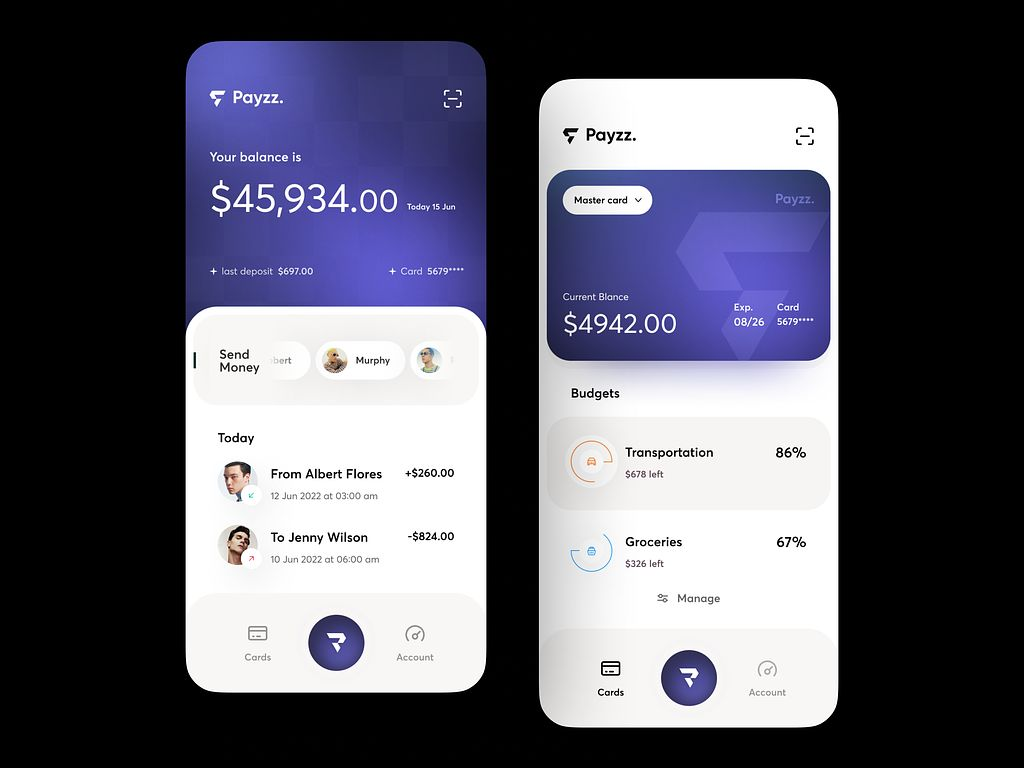 Payzz.
Your balance is
$45,934.00 Today 15 Jun
last deposit $697.00
Card 5679****
Send
Money
bert
Murphy
Today
From Albert Flores +$260.00
12 Jun 2022 at 03:00 am
To Jenny Wilson -$824.00
10 Jun 2022 at 06:00 am
Cards
Account
Payzz.
Master card
Payzz.
Current Blance
$4942.00
Exp.
08/26
Card
5679****
Budgets
Transportation 86%
$678 left
Groceries 67%
$326 left
Manage
Cards
Account